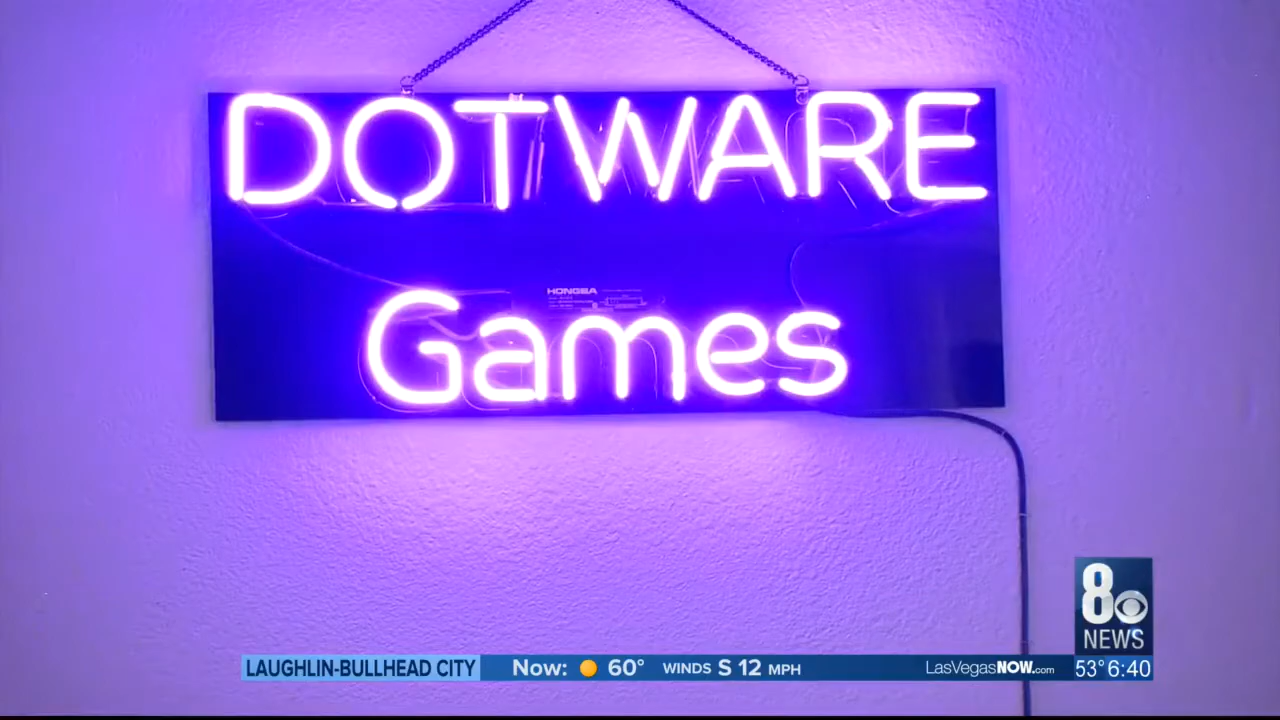 DOTWARE
Games
HONGBA
8
NEWS
LAUGHLIN-BULLHEAD CITY Now: 60° WINDS S 12 MPH LasVegasNOW.com 53° 6:40